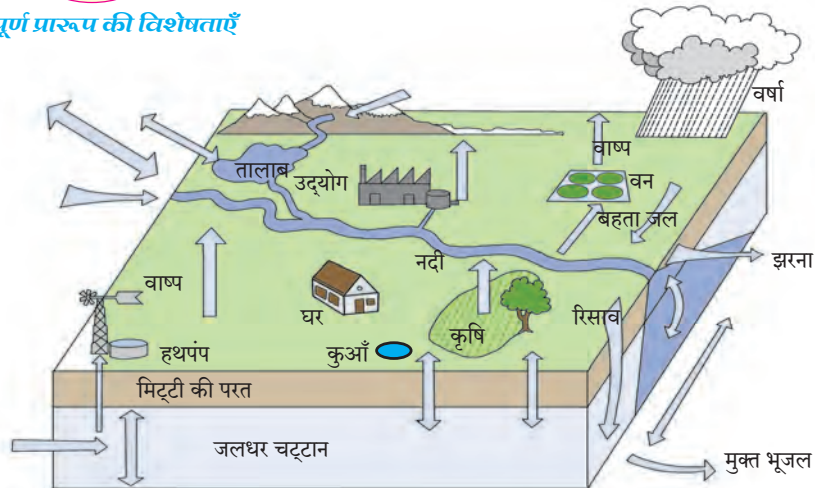 पूर्ण प्रारूप की विशेषताएँ
वर्षा
वाष्प
तालाब
उद्‌योग
वन
बहता जल
नदी
झरना
वाष्प
घर
कृषि
रिसाव
हथपंप
कुआँ
मिट्‌टी की परत
जलधर चट्‌टान
मुक्त भूजल